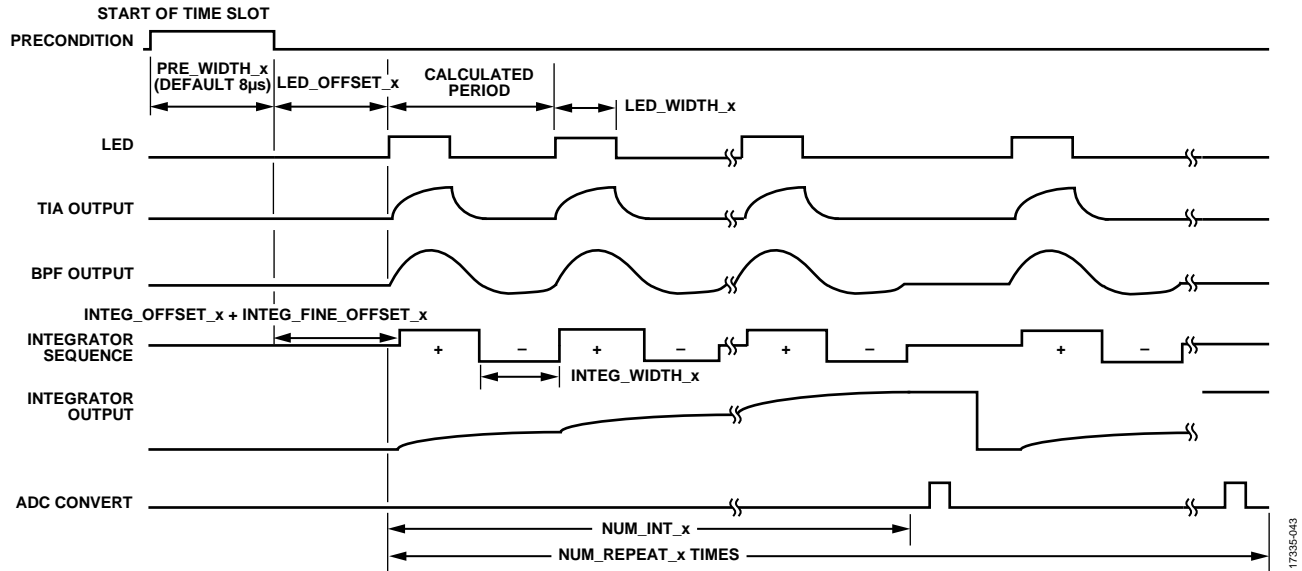 START OF TIME SLOT
PRECONDITION
PRE_WIDTH_x
(DEFAULT 8µs)
LED_OFFSET_x
CALCULATED
PERIOD
LED_WIDTH_x
LED
TIA OUTPUT
BPF OUTPUT
INTEG_OFFSET_x + INTEG_FINE_OFFSET_x
INTEGRATOR
SEQUENCE
+ – + – + – + –
INTEG_WIDTH_x
INTEGRATOR
OUTPUT
ADC CONVERT
NUM_INT_x
NUM_REPEAT_x TIMES
17335-043